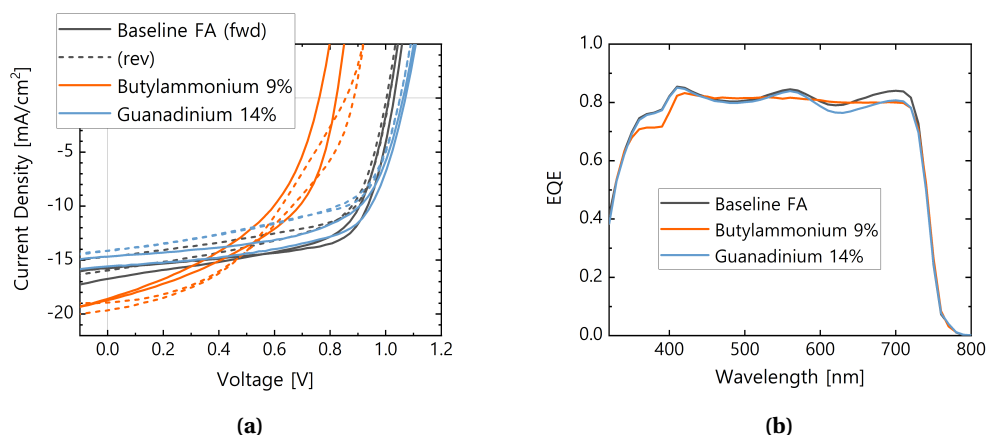 Baseline FA (fwd)
(rev)
Butylammonium 9%
Guanadinium 14%
Current Density [mA/cm²]
-5
-10
-15
-20
0.0 0.2 0.4 0.6 0.8 1.0 1.2
Voltage [V]
(a)
1.0
0.8
0.6
0.4
0.2
0.0
EQE
Baseline FA
Butylammonium 9%
Guanadinium 14%
400 500 600 700 800
Wavelength [nm]
(b)